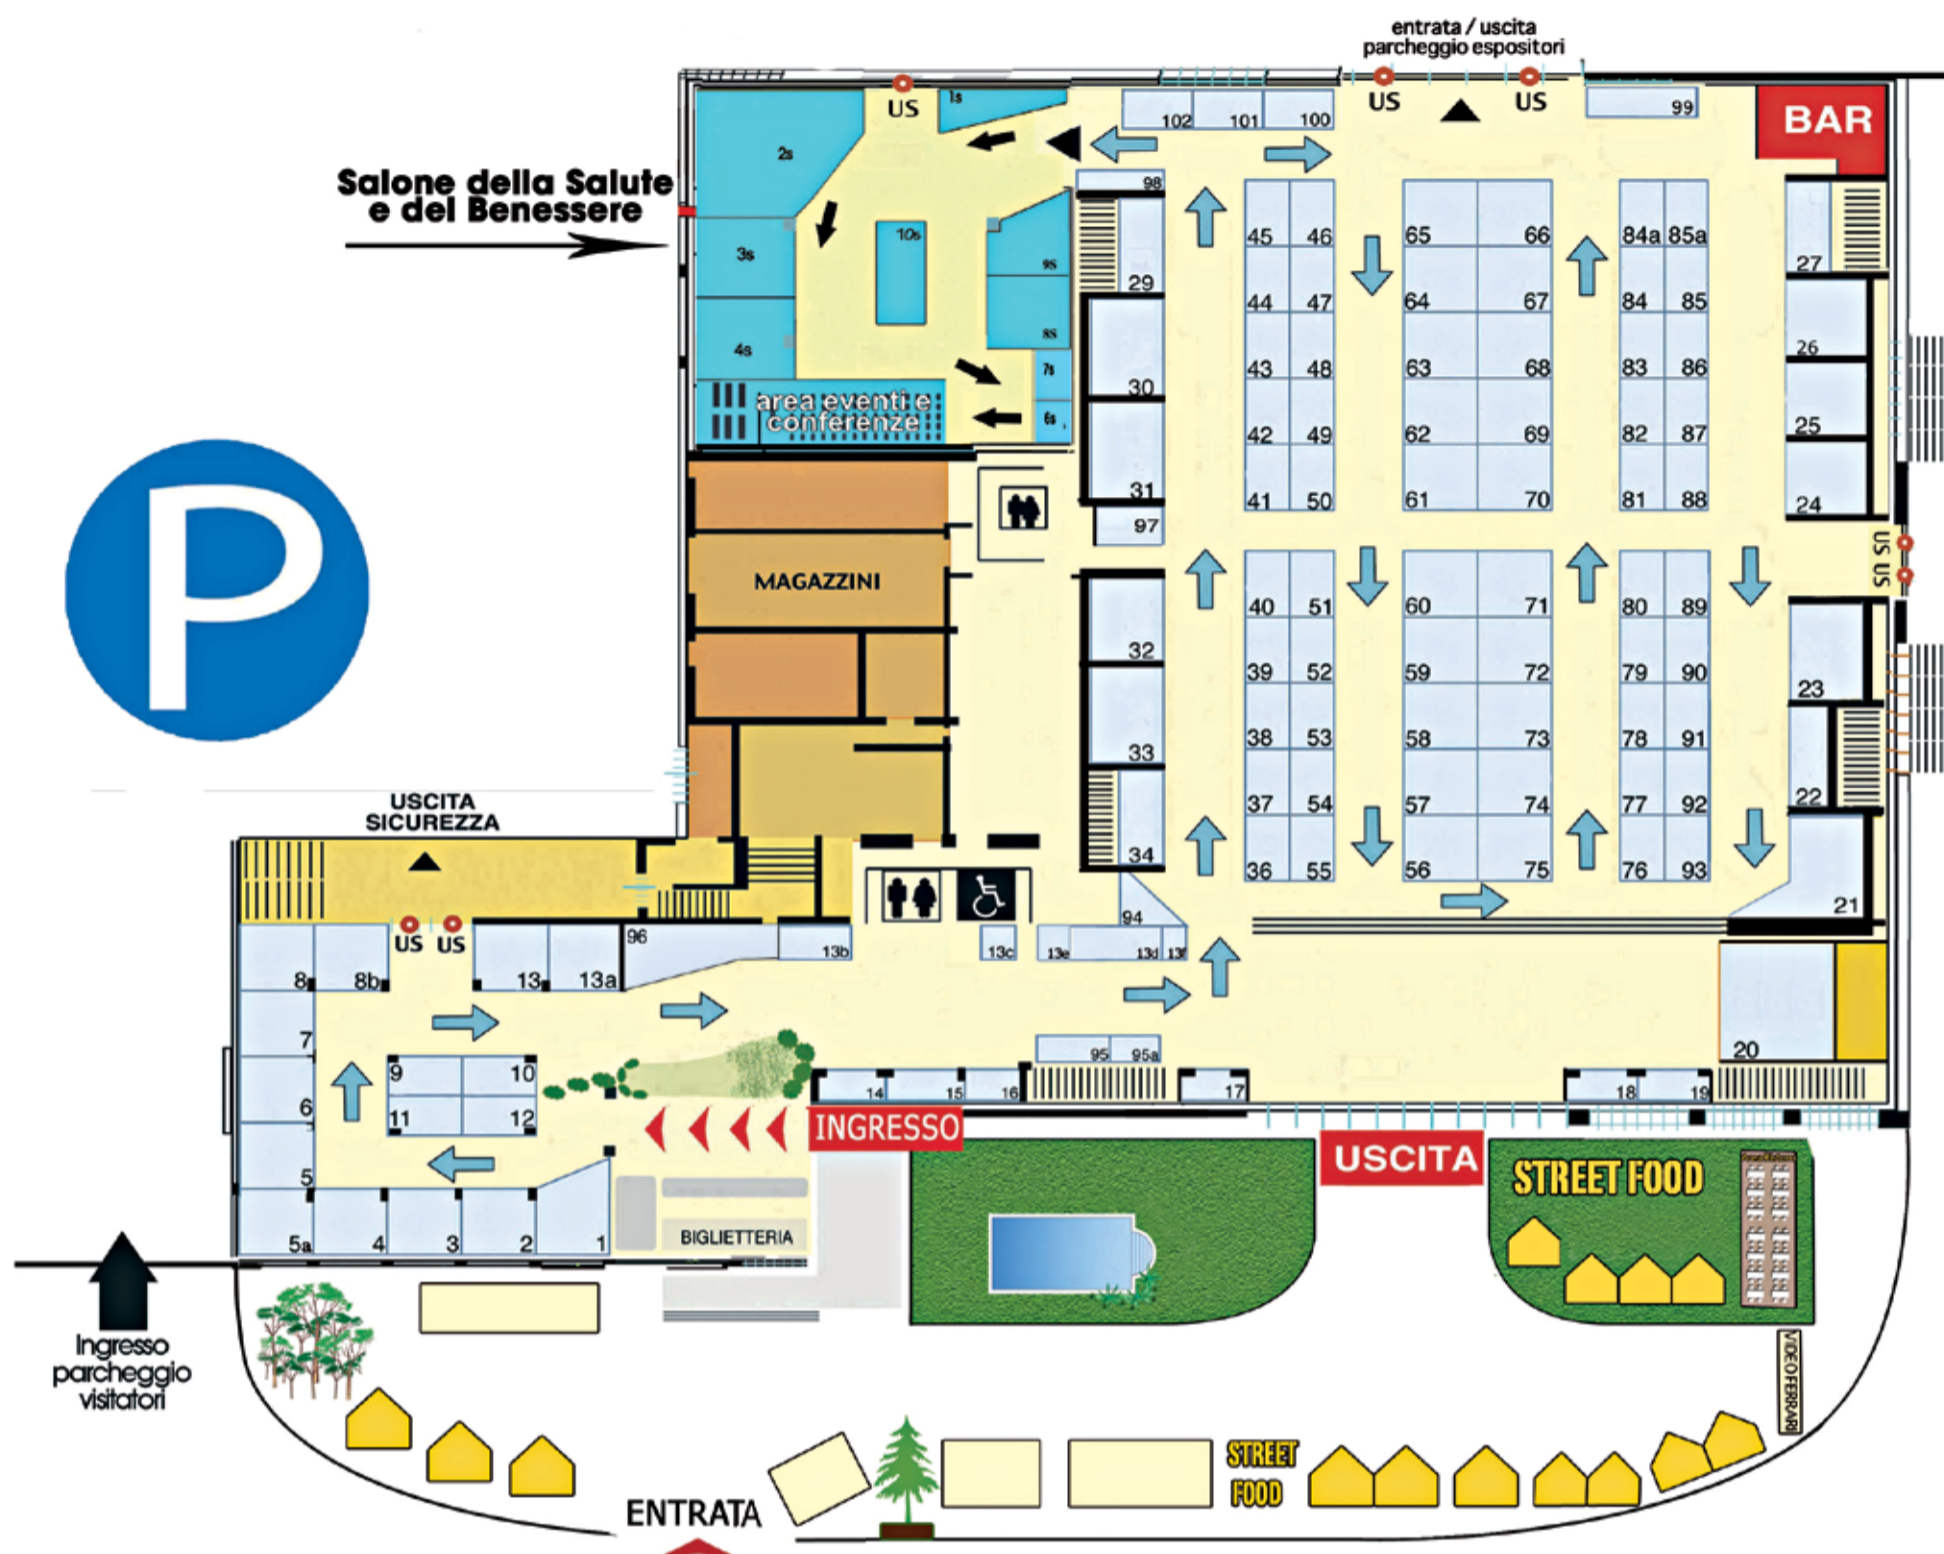 entrata / uscita
parcheggio espositori
US
US
US
1s
2s
102
101
100
99
BAR
Salone della Salute
e del Benessere
98
3s
10s
9s
29
45 46
65 66
84a 85a
27
44 47
64 67
84 85
4s
8s
7s
26
30
43 48
63 68
83 86
area eventi e
conferenze
6s
25
42 49
62 69
82 87
31
41 50
61 70
81 88
24
97
US
US
P
MAGAZZINI
32
40 51
60 71
80 89
39 52
59 72
79 90
23
33
38 53
58 73
78 91
USCITA
SICUREZZA
37 54
57 74
77 92
22
34
36 55
56 75
76 93
21
94
US
US
8
8b
13
13a
96
13b
13c
13e
13d
13f
7
9 10
11 12
6
5
95
95a
20
14
15
16
17
18
19
INGRESSO
USCITA
STREET FOOD
5a
4
3
2
1
BIGLIETTERIA
Ingresso
parcheggio
visitatori
VIDEO FERRARI
STREET
FOOD
ENTRATA